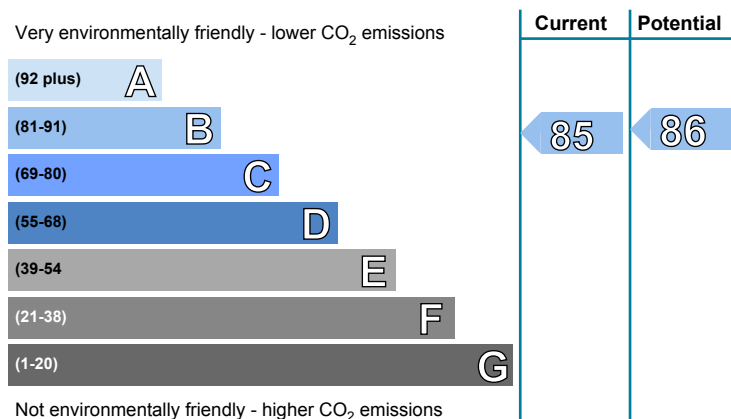 Current Potential
Very environmentally friendly - lower CO2 emissions
(92 plus) A
(81-91) B 85 86
(69-80) C
(55-68) D
(39-54 E
(21-38) F
(1-20) G
Not environmentally friendly - higher CO2 emissions